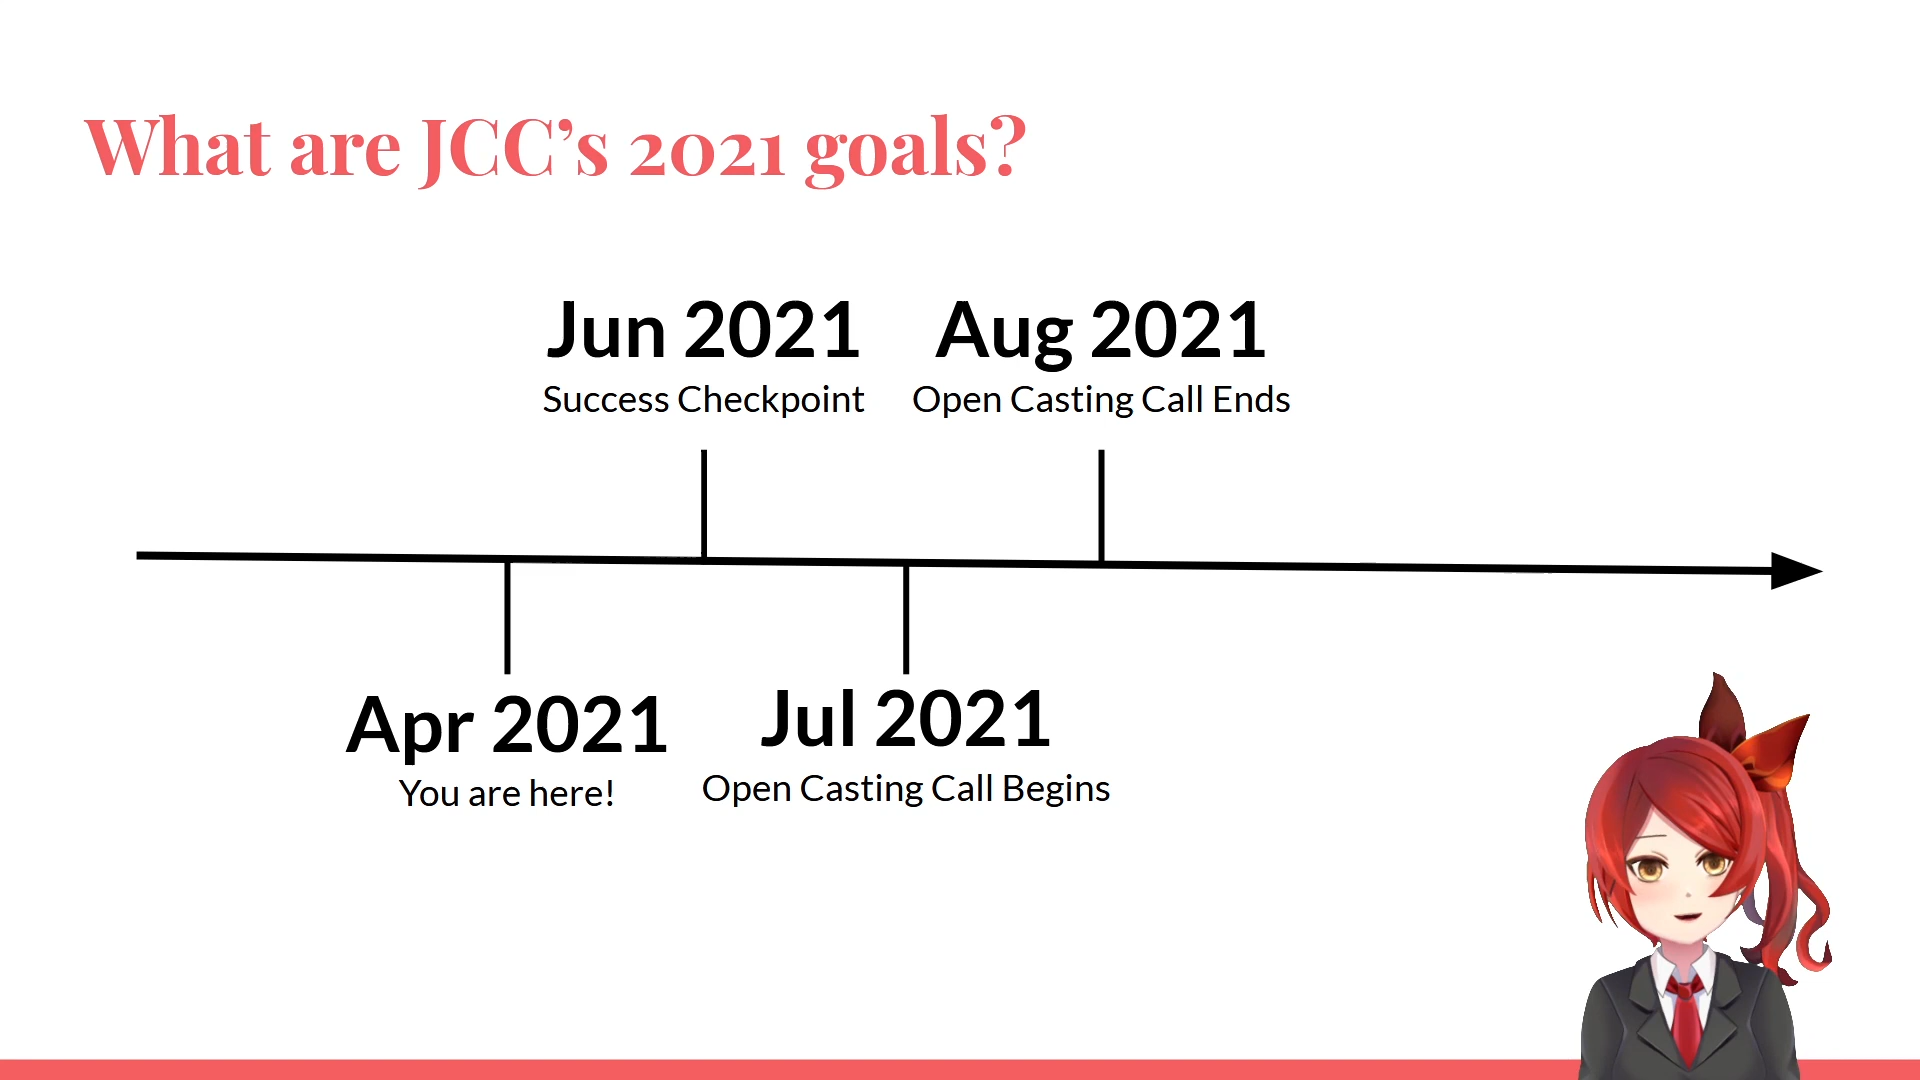 What are JCC’s 2021 goals?
Jun 2021
Success Checkpoint
Aug 2021
Open Casting Call Ends
Apr 2021
You are here!
Jul 2021
Open Casting Call Begins